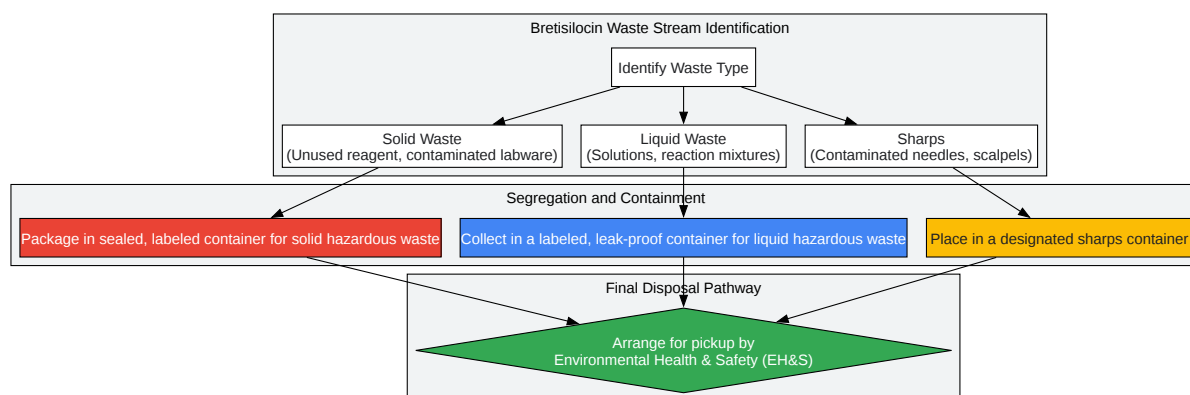 Bretisilocin Waste Stream Identification
Identify Waste Type
Solid Waste
(Unused reagent, contaminated labware)
Liquid Waste
(Solutions, reaction mixtures)
Sharps
(Contaminated needles, scalpels)
Segregation and Containment
Package in sealed, labeled container for solid hazardous waste
Collect in a labeled, leak-proof container for liquid hazardous waste
Place in a designated sharps container
Final Disposal Pathway
Arrange for pickup by
Environmental Health & Safety (EH&S)